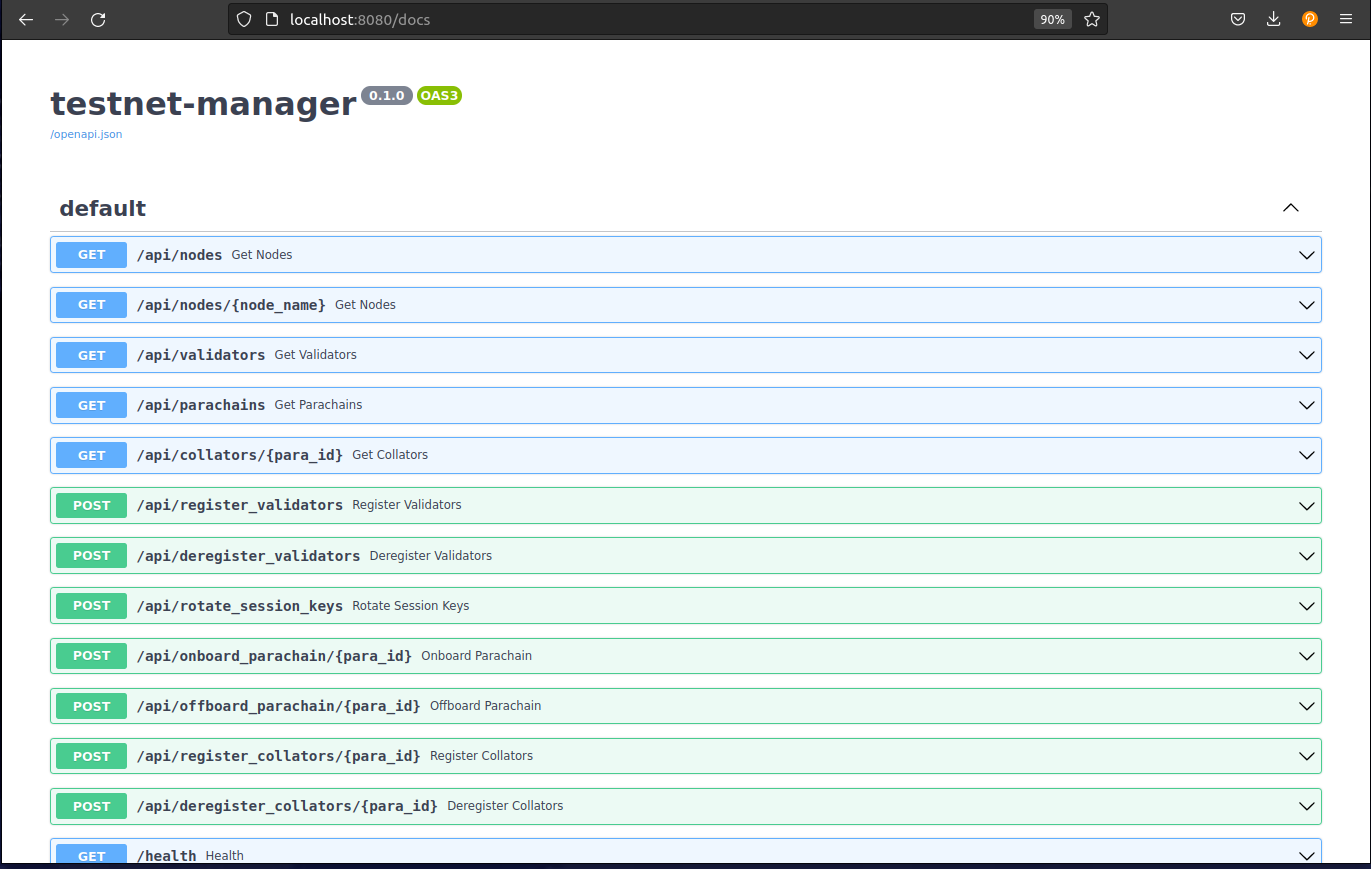 localhost:8080/docs 90%
testnet-manager 0.1.0 OAS3
/openapi.json
default
GET /api/nodes Get Nodes
GET /api/nodes/{node_name} Get Nodes
GET /api/validators Get Validators
GET /api/parachains Get Parachains
GET /api/collators/{para_id} Get Collators
POST /api/register_validators Register Validators
POST /api/deregister_validators Deregister Validators
POST /api/rotate_session_keys Rotate Session Keys
POST /api/onboard_parachain/{para_id} Onboard Parachain
POST /api/offboard_parachain/{para_id} Offboard Parachain
POST /api/register_collators/{para_id} Register Collators
POST /api/deregister_collators/{para_id} Deregister Collators
GET /health Health